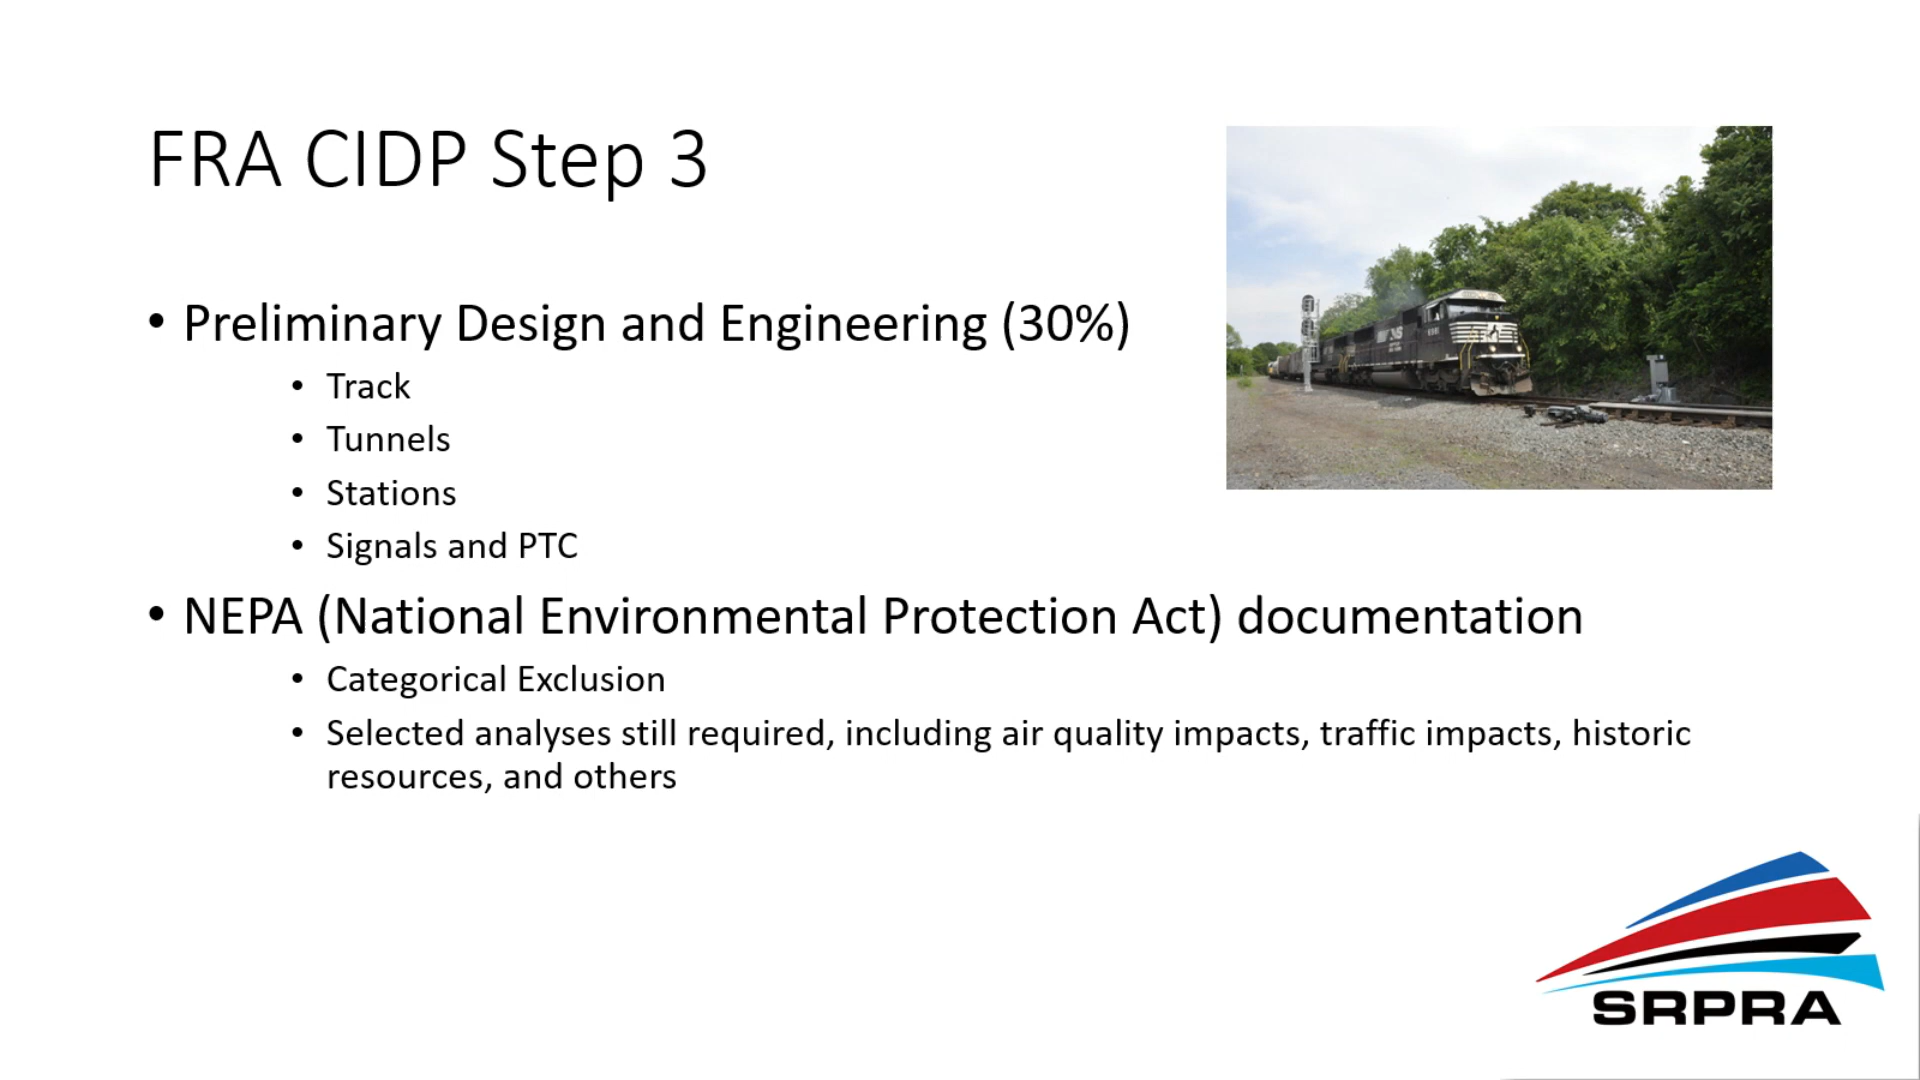 FRA CIDP Step 3
• Preliminary Design and Engineering (30%)
• Track
• Tunnels
• Stations
• Signals and PTC
• NEPA (National Environmental Protection Act) documentation
• Categorical Exclusion
• Selected analyses still required, including air quality impacts, traffic impacts, historic
resources, and others
SRPRA